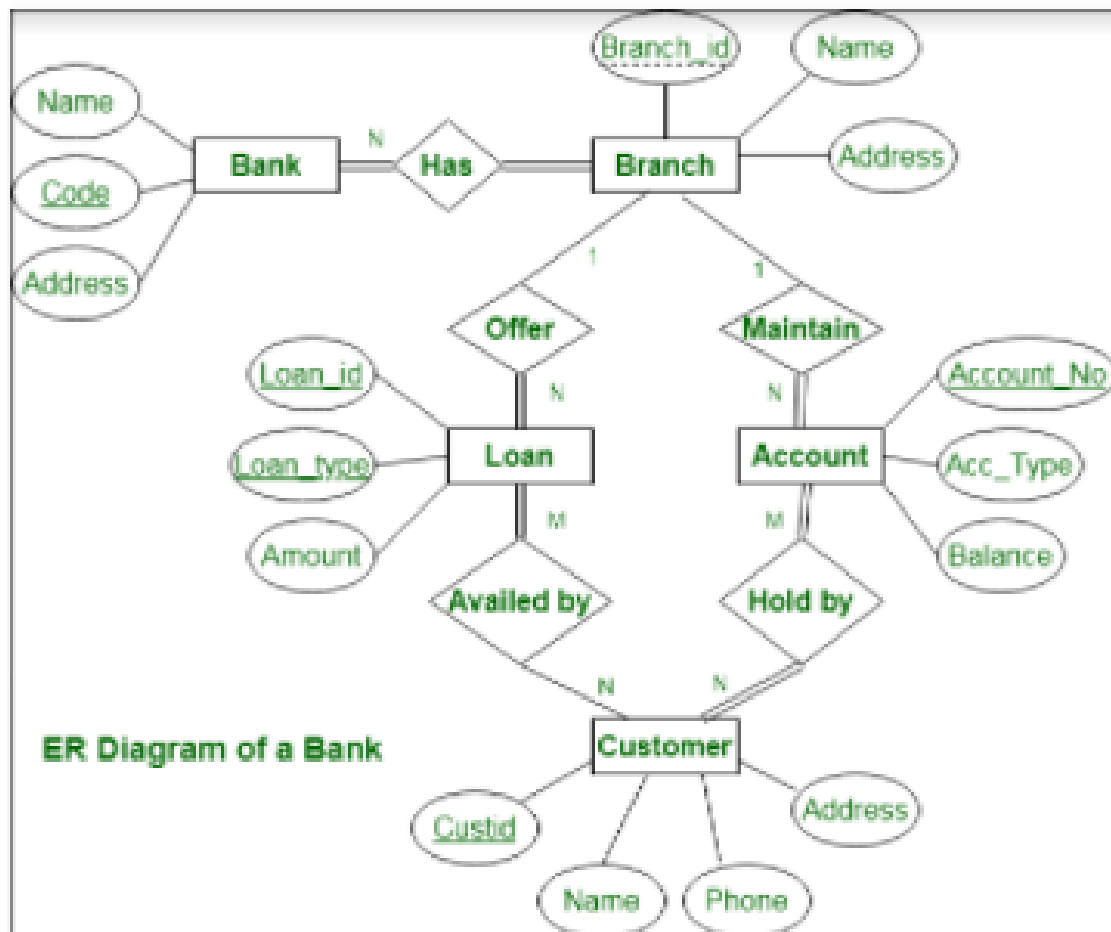 Branch_id
Name
Name
N
Bank
Has
Branch
Address
Code
Address
1
1
Offer
Maintain
Loan_id
N
N
Account_No
Loan_type
Loan
Account
Acc_Type
M
M
Amount
Balance
Availed by
Hold by
N
N
ER Diagram of a Bank
Customer
Custid
Address
Name
Phone